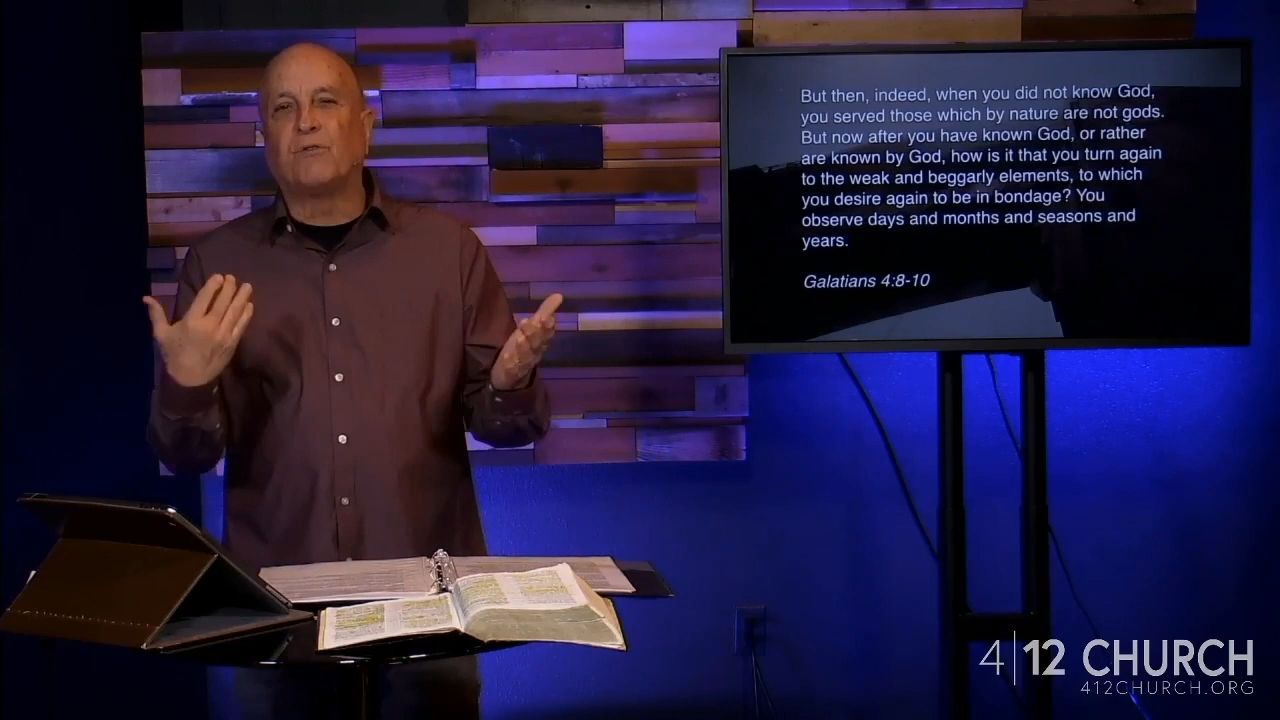 But then, indeed, when you did not know God,
you served those which by nature are not gods.
But now after you have known God, or rather
are known by God, how is it that you turn again
to the weak and beggarly elements, to which
you desire again to be in bondage? You
observe days and months and seasons and
years.
Galatians 4:8-10
4|12 CHURCH
412CHURCH.ORG